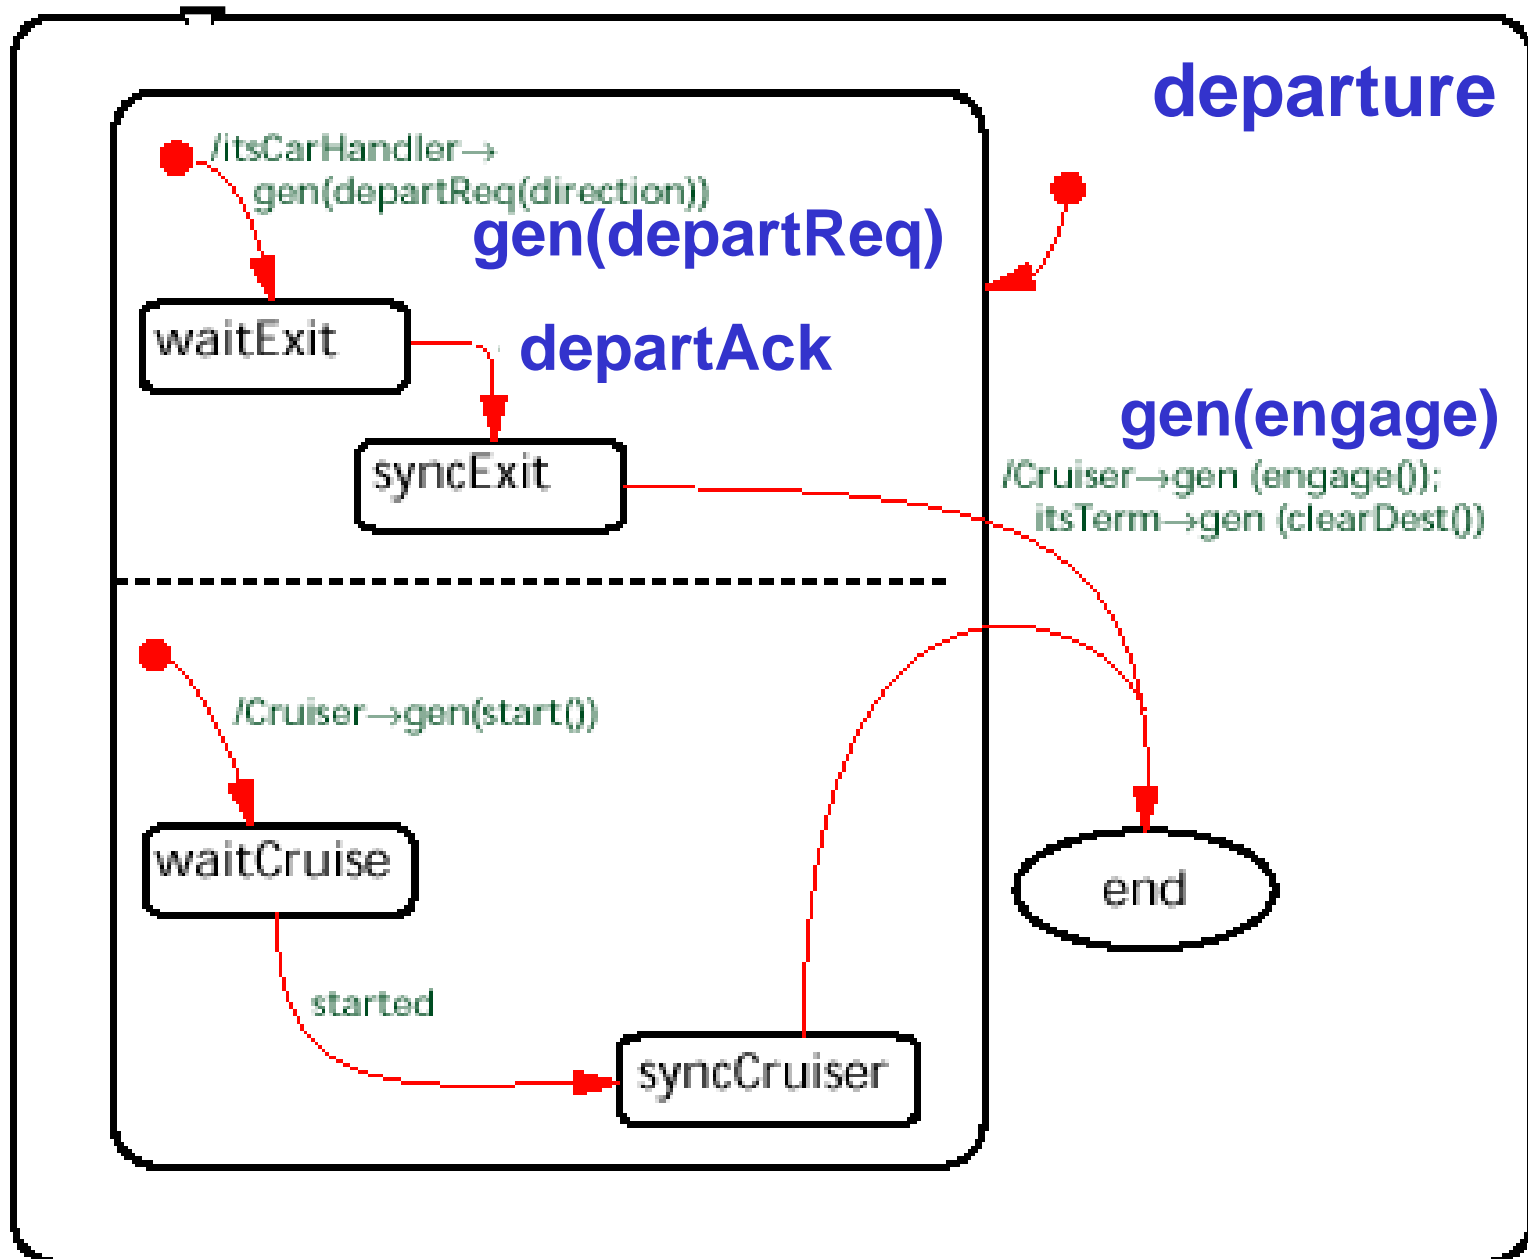 departure
/itsCarHandler→
gen(departReq(direction))
gen(departReq)
waitExit
departAck
gen(engage)
syncExit
/Cruiser→gen (engage());
itsTerm→gen (clearDest())
/Cruiser→gen(start())
waitCruise
end
started
syncCruiser